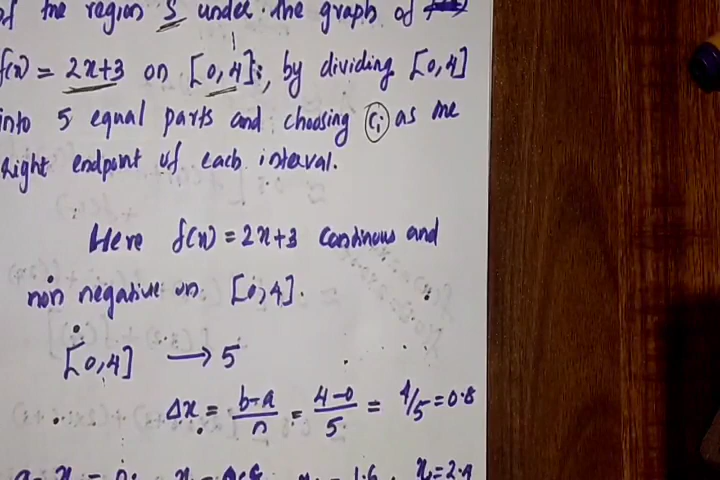 of the region S under the graph of
f(x) = 2x+3 on [0,4]; by dividing [0,4]
into 5 equal parts and choosing Ci as the
right endpoint of each interval.
Here f(x) = 2x+3 continous and
non negative on [0,4].
[0,4] → 5
Δx = b-a/n = 4-0/5 = 4/5 = 0.8